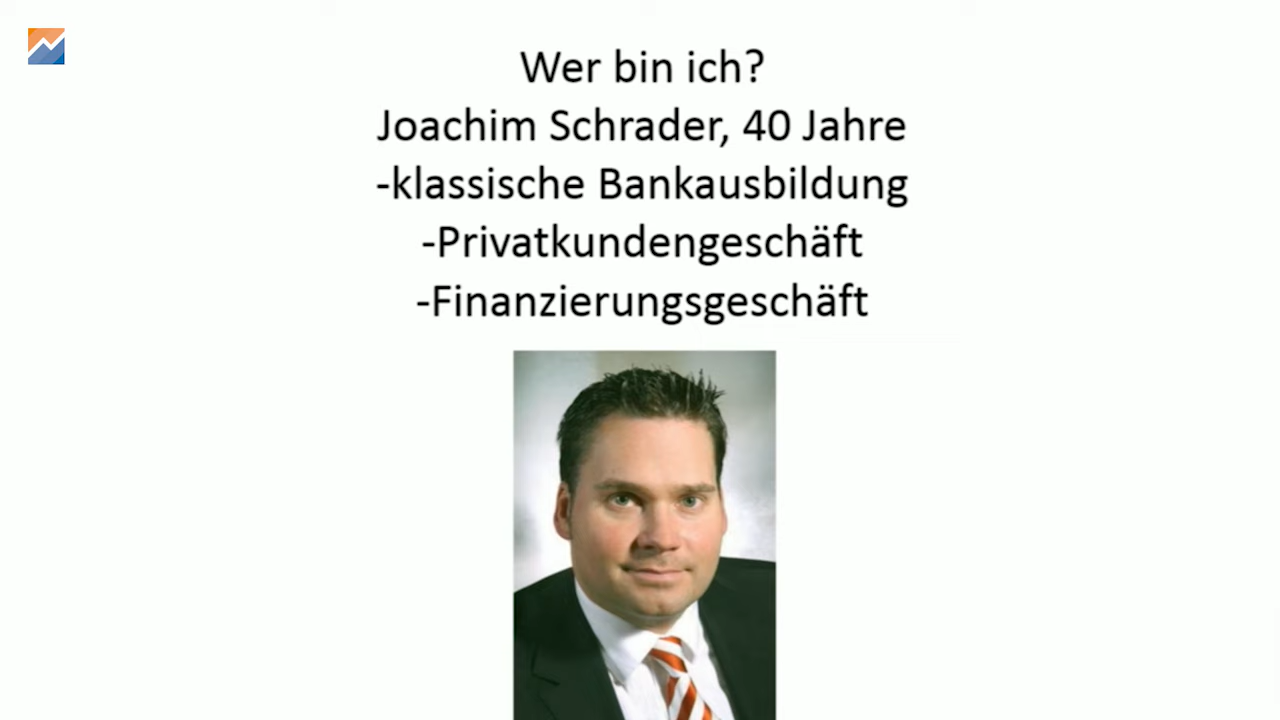 Wer bin ich?
Joachim Schrader, 40 Jahre
-klassische Bankausbildung
-Privatkundengeschäft
-Finanzierungsgeschäft